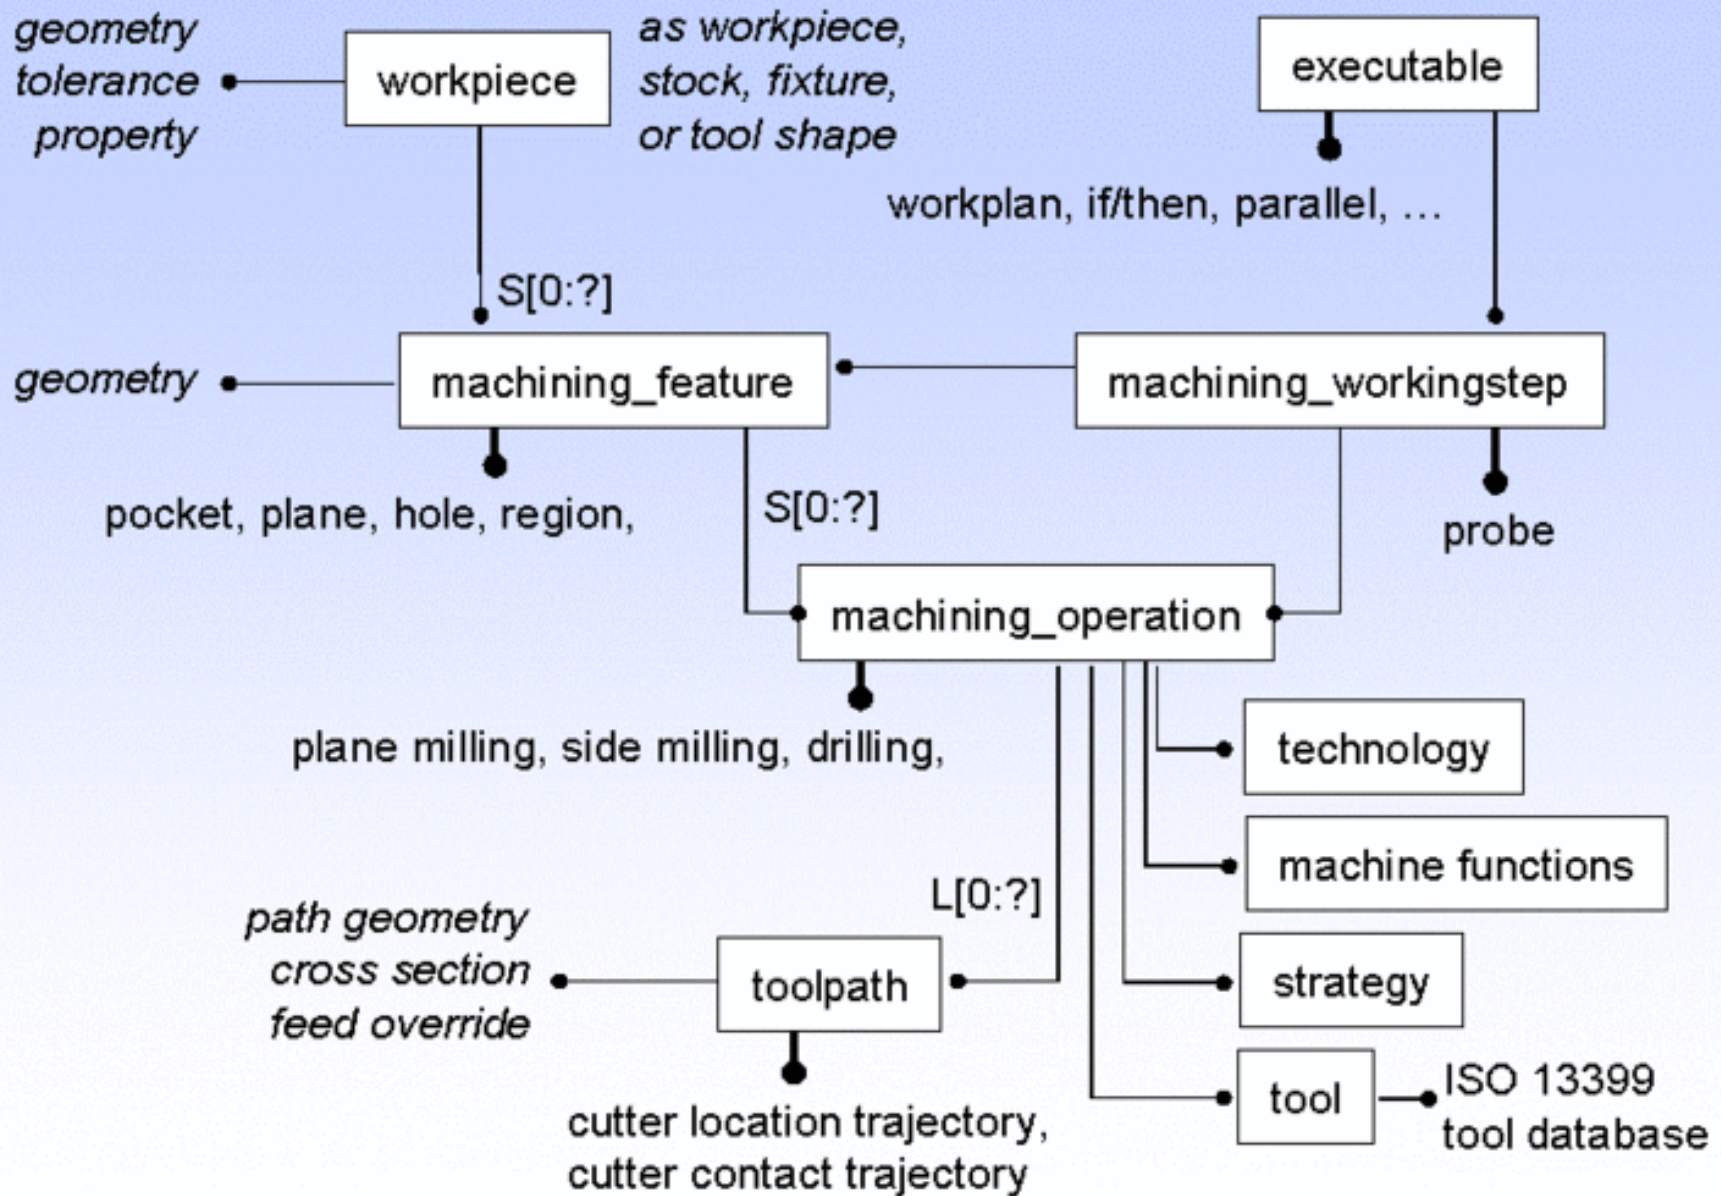 geometry
tolerance
property
workpiece
as workpiece,
stock, fixture,
or tool shape
executable
workplan, if/then, parallel, ...
S[0:?]
geometry
machining_feature
machining_workingstep
pocket, plane, hole, region,
S[0:?]
probe
machining_operation
plane milling, side milling, drilling,
technology
machine functions
L[0:?]
path geometry
cross section
feed override
toolpath
strategy
tool
ISO 13399
tool database
cutter location trajectory,
cutter contact trajectory